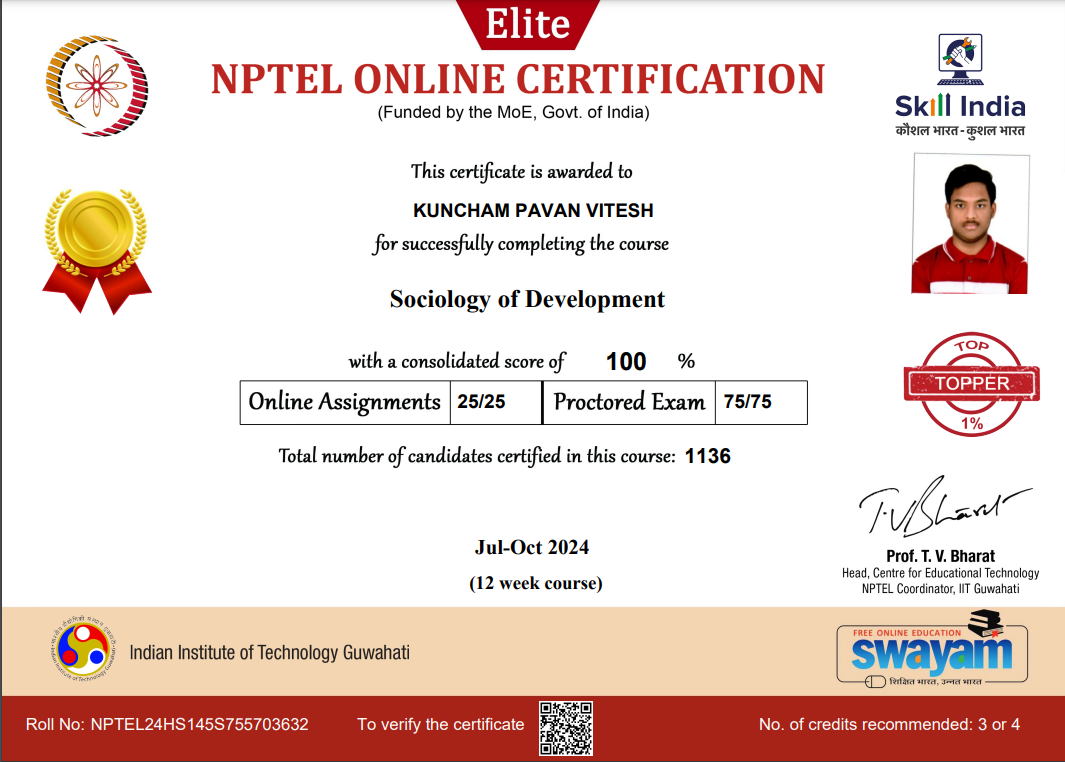 Elite
NPTEL ONLINE CERTIFICATION
(Funded by the MoE, Govt. of India)
Skill India
कौशल भारत - कुशल भारत
This certificate is awarded to
KUNCHAM PAVAN VITESH
for successfully completing the course
Sociology of Development
with a consolidated score of 100 %
Online Assignments 25/25 Proctored Exam 75/75
TOP
TOPPER
1%
Total number of candidates certified in this course: 1136
T.V Bharat
Prof. T. V. Bharat
Head, Centre for Educational Technology
NPTEL Coordinator, IIT Guwahati
Jul-Oct 2024
(12 week course)
Indian Institute of Technology Guwahati
FREE ONLINE EDUCATION
swayam
शिक्षित भारत, उन्नत भारत
Roll No: NPTEL24HS145S755703632
To verify the certificate
No. of credits recommended: 3 or 4